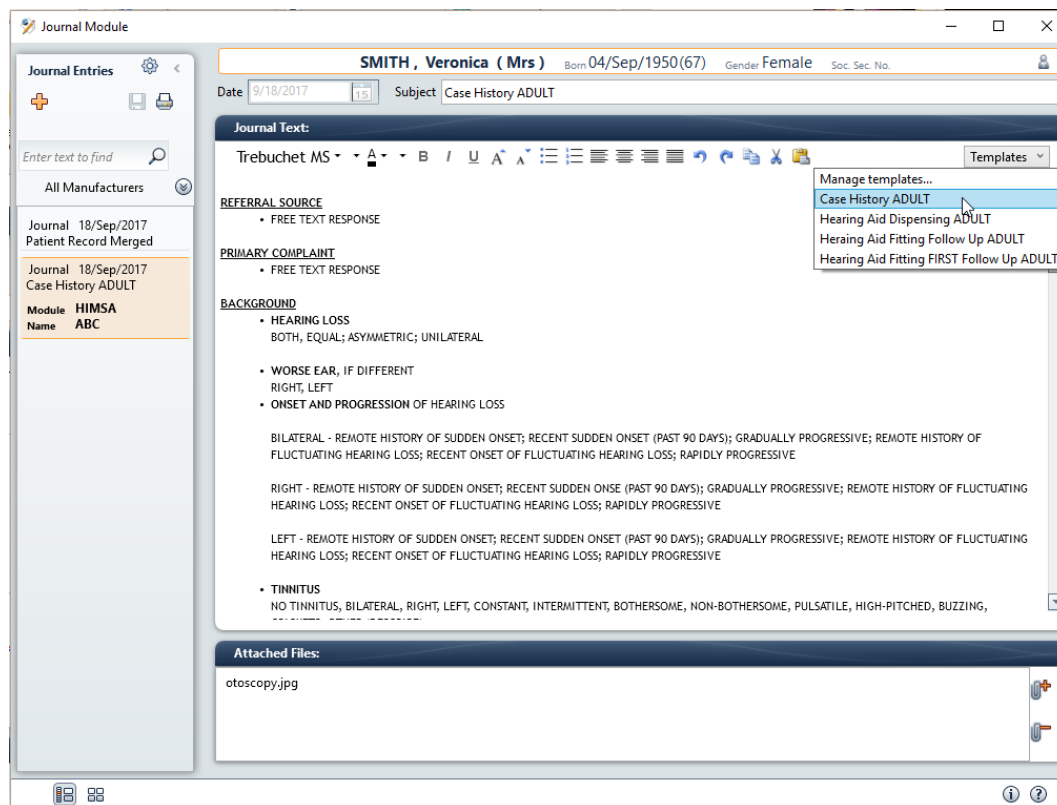 Journal Module
Journal Entries
Enter text to find
All Manufacturers
Journal 18/Sep/2017
Patient Record Merged
Journal 18/Sep/2017
Case History ADULT
Module HIMSA
Name ABC
SMITH , Veronica ( Mrs ) Born 04/Sep/1950(67) Gender Female Soc. Sec. No.
Date 9/18/2017 15 Subject Case History ADULT
Journal Text:
Trebuchet MS A B I U A A Templates
Manage templates...
Case History ADULT
Hearing Aid Dispensing ADULT
Heraing Aid Fitting Follow Up ADULT
Hearing Aid Fitting FIRST Follow Up ADULT
REFERRAL SOURCE
• FREE TEXT RESPONSE
PRIMARY COMPLAINT
• FREE TEXT RESPONSE
BACKGROUND
• HEARING LOSS
BOTH, EQUAL; ASYMMETRIC; UNILATERAL
• WORSE EAR, IF DIFFERENT
RIGHT, LEFT
• ONSET AND PROGRESSION OF HEARING LOSS
BILATERAL - REMOTE HISTORY OF SUDDEN ONSET; RECENT SUDDEN ONSET (PAST 90 DAYS); GRADUALLY PROGRESSIVE; REMOTE HISTORY OF
FLUCTUATING HEARING LOSS; RECENT ONSET OF FLUCTUATING HEARING LOSS; RAPIDLY PROGRESSIVE
RIGHT - REMOTE HISTORY OF SUDDEN ONSET; RECENT SUDDEN ONSE (PAST 90 DAYS); GRADUALLY PROGRESSIVE; REMOTE HISTORY OF FLUCTUATING
HEARING LOSS; RECENT ONSET OF FLUCTUATING HEARING LOSS; RAPIDLY PROGRESSIVE
LEFT - REMOTE HISTORY OF SUDDEN ONSET; RECENT SUDDEN ONSET (PAST 90 DAYS); GRADUALLY PROGRESSIVE; REMOTE HISTORY OF FLUCTUATING
HEARING LOSS; RECENT ONSET OF FLUCTUATING HEARING LOSS; RAPIDLY PROGRESSIVE
• TINNITUS
NO TINNITUS, BILATERAL, RIGHT, LEFT, CONSTANT, INTERMITTENT, BOTHERSOME, NON-BOTHERSOME, PULSATILE, HIGH-PITCHED, BUZZING,
Attached Files:
otoscopy.jpg